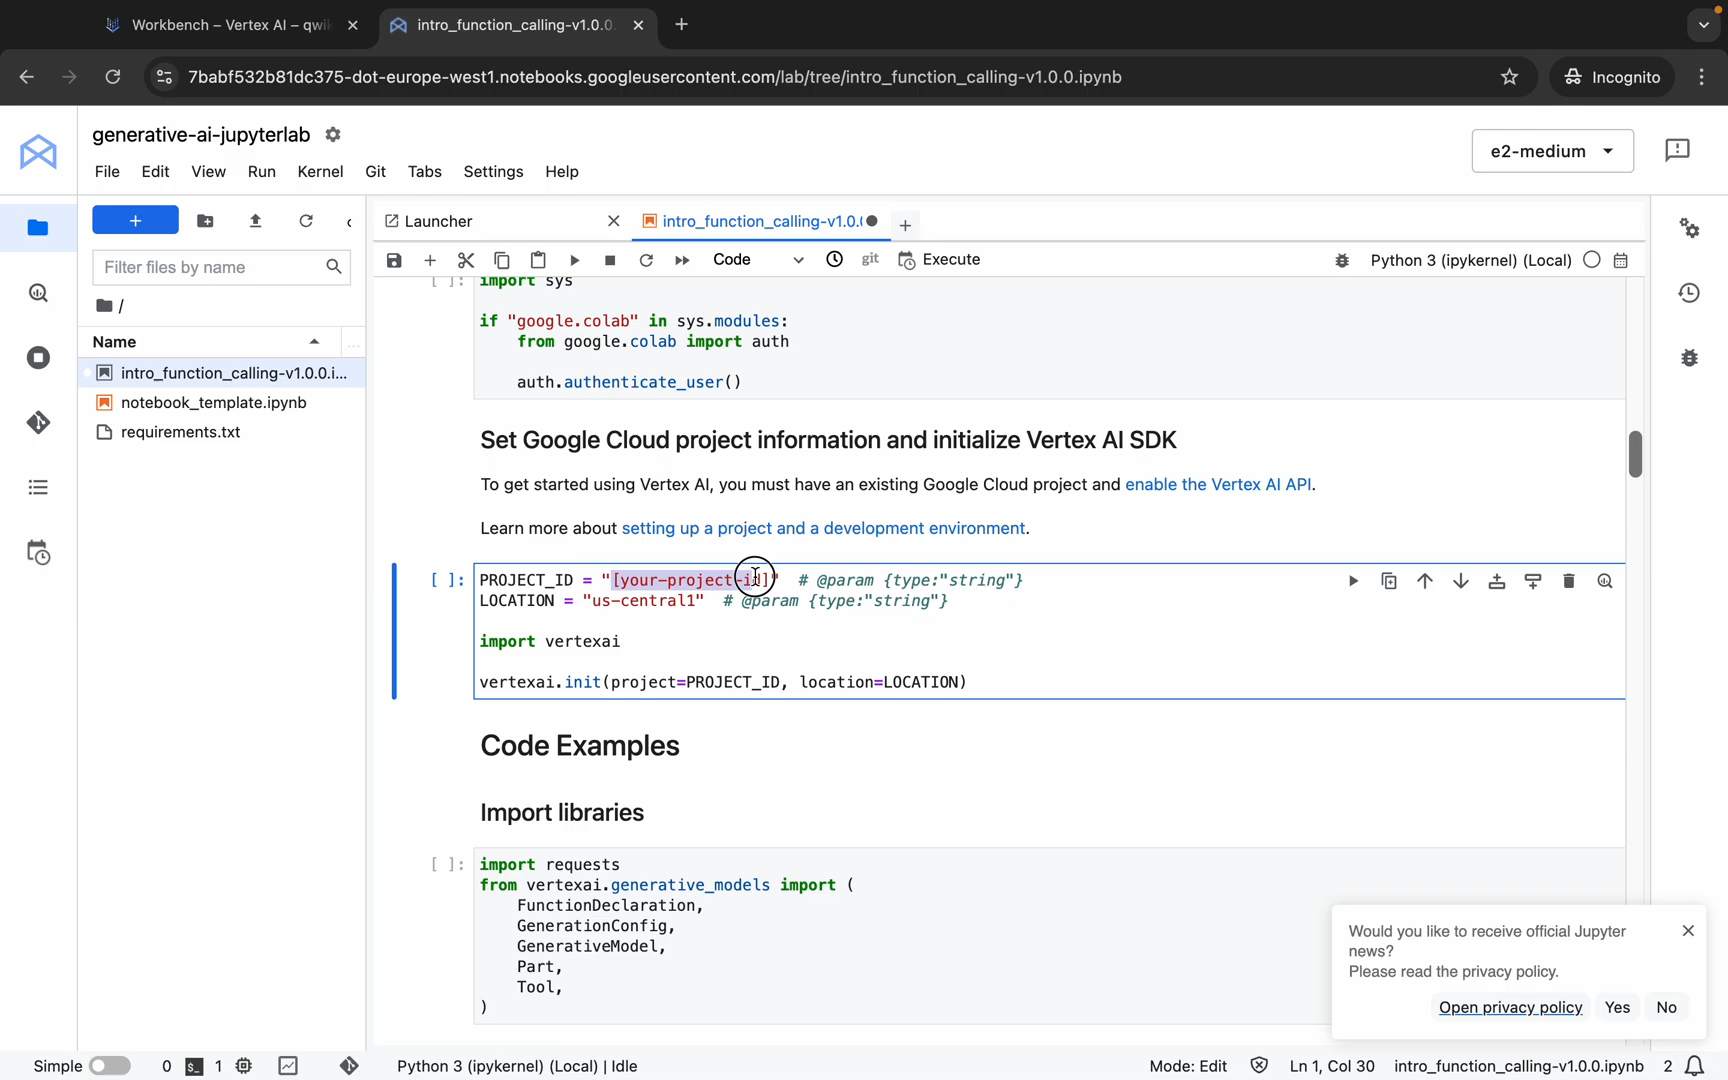 Workbench – Vertex AI – qwi
intro_function_calling-v1.0.0.
7babf532b81dc375-dot-europe-west1.notebooks.googleusercontent.com/lab/tree/intro_function_calling-v1.0.0.ipynb
Incognito
generative-ai-jupyterlab
e2-medium
File Edit View Run Kernel Git Tabs Settings Help
Launcher
intro_function_calling-v1.0.(
Filter files by name
Code
git
Execute
Python 3 (ipykernel) (Local)
/
Name
...
intro_function_calling-v1.0.0.i...
notebook_template.ipynb
requirements.txt
[ ]: import sys
if "google.colab" in sys.modules:
from google.colab import auth
auth.authenticate_user()
Set Google Cloud project information and initialize Vertex AI SDK
To get started using Vertex AI, you must have an existing Google Cloud project and enable the Vertex AI API.
Learn more about setting up a project and a development environment.
[ ]: PROJECT_ID = "[your-project-id]" # @param {type:"string"}
LOCATION = "us-central1" # @param {type:"string"}
import vertexai
vertexai.init(project=PROJECT_ID, location=LOCATION)
Code Examples
Import libraries
[ ]: import requests
from vertexai.generative_models import (
FunctionDeclaration,
GenerationConfig,
GenerativeModel,
Part,
Tool,
)
Would you like to receive official Jupyter
news?
Please read the privacy policy.
Open privacy policy Yes No
Simple 0 $_ 1 Python 3 (ipykernel) (Local) | Idle Mode: Edit Ln 1, Col 30 intro_function_calling-v1.0.0.ipynb 2